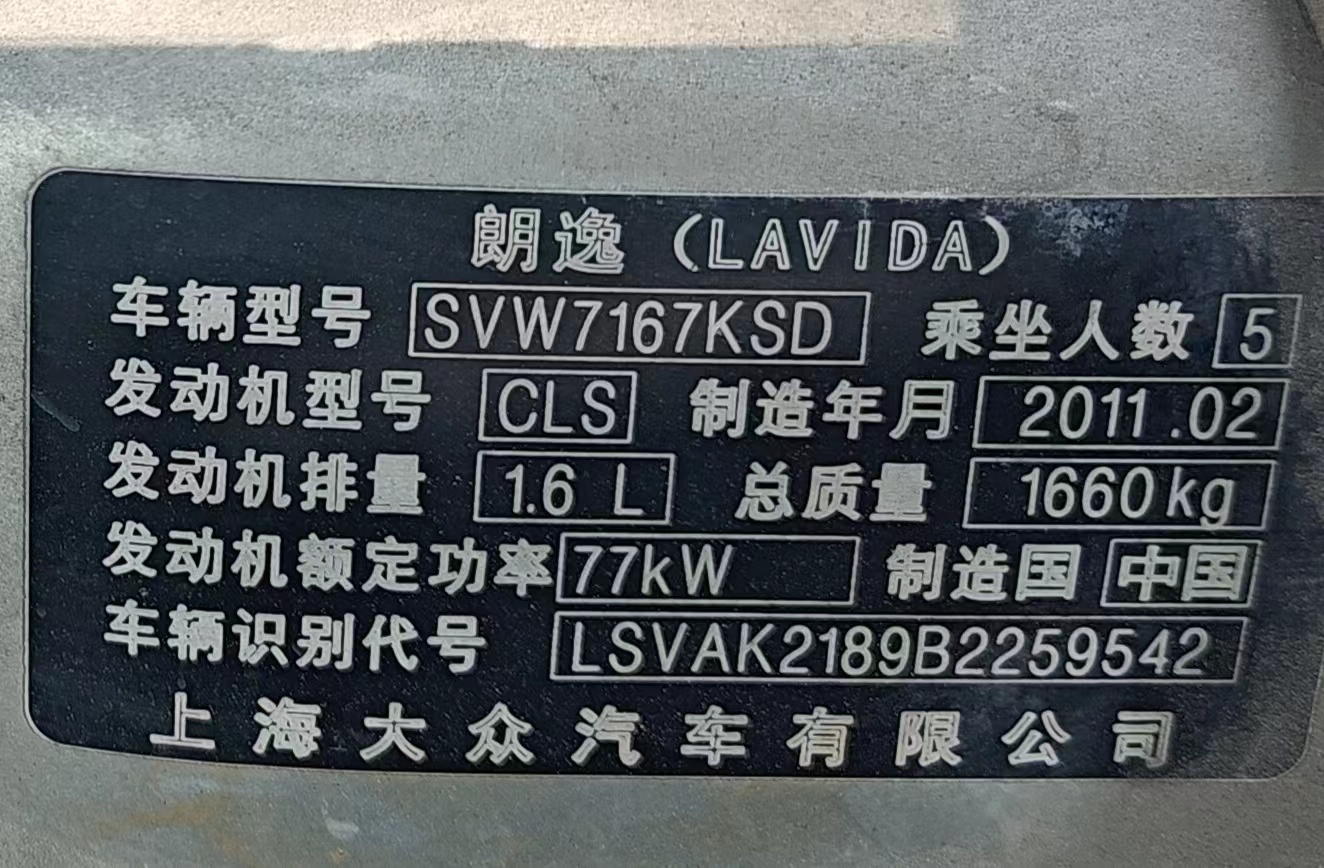 朗逸（LAVIDA）
车辆型号 SVW7167KSD 乘坐人数 5
发动机型号 CLS 制造年月 2011.02
发动机排量 1.6 L 总质量 1660kg
发动机额定功率 77kW 制造国 中国
车辆识别代号 LSVAK2189B2259542
上海大众汽车有限公司